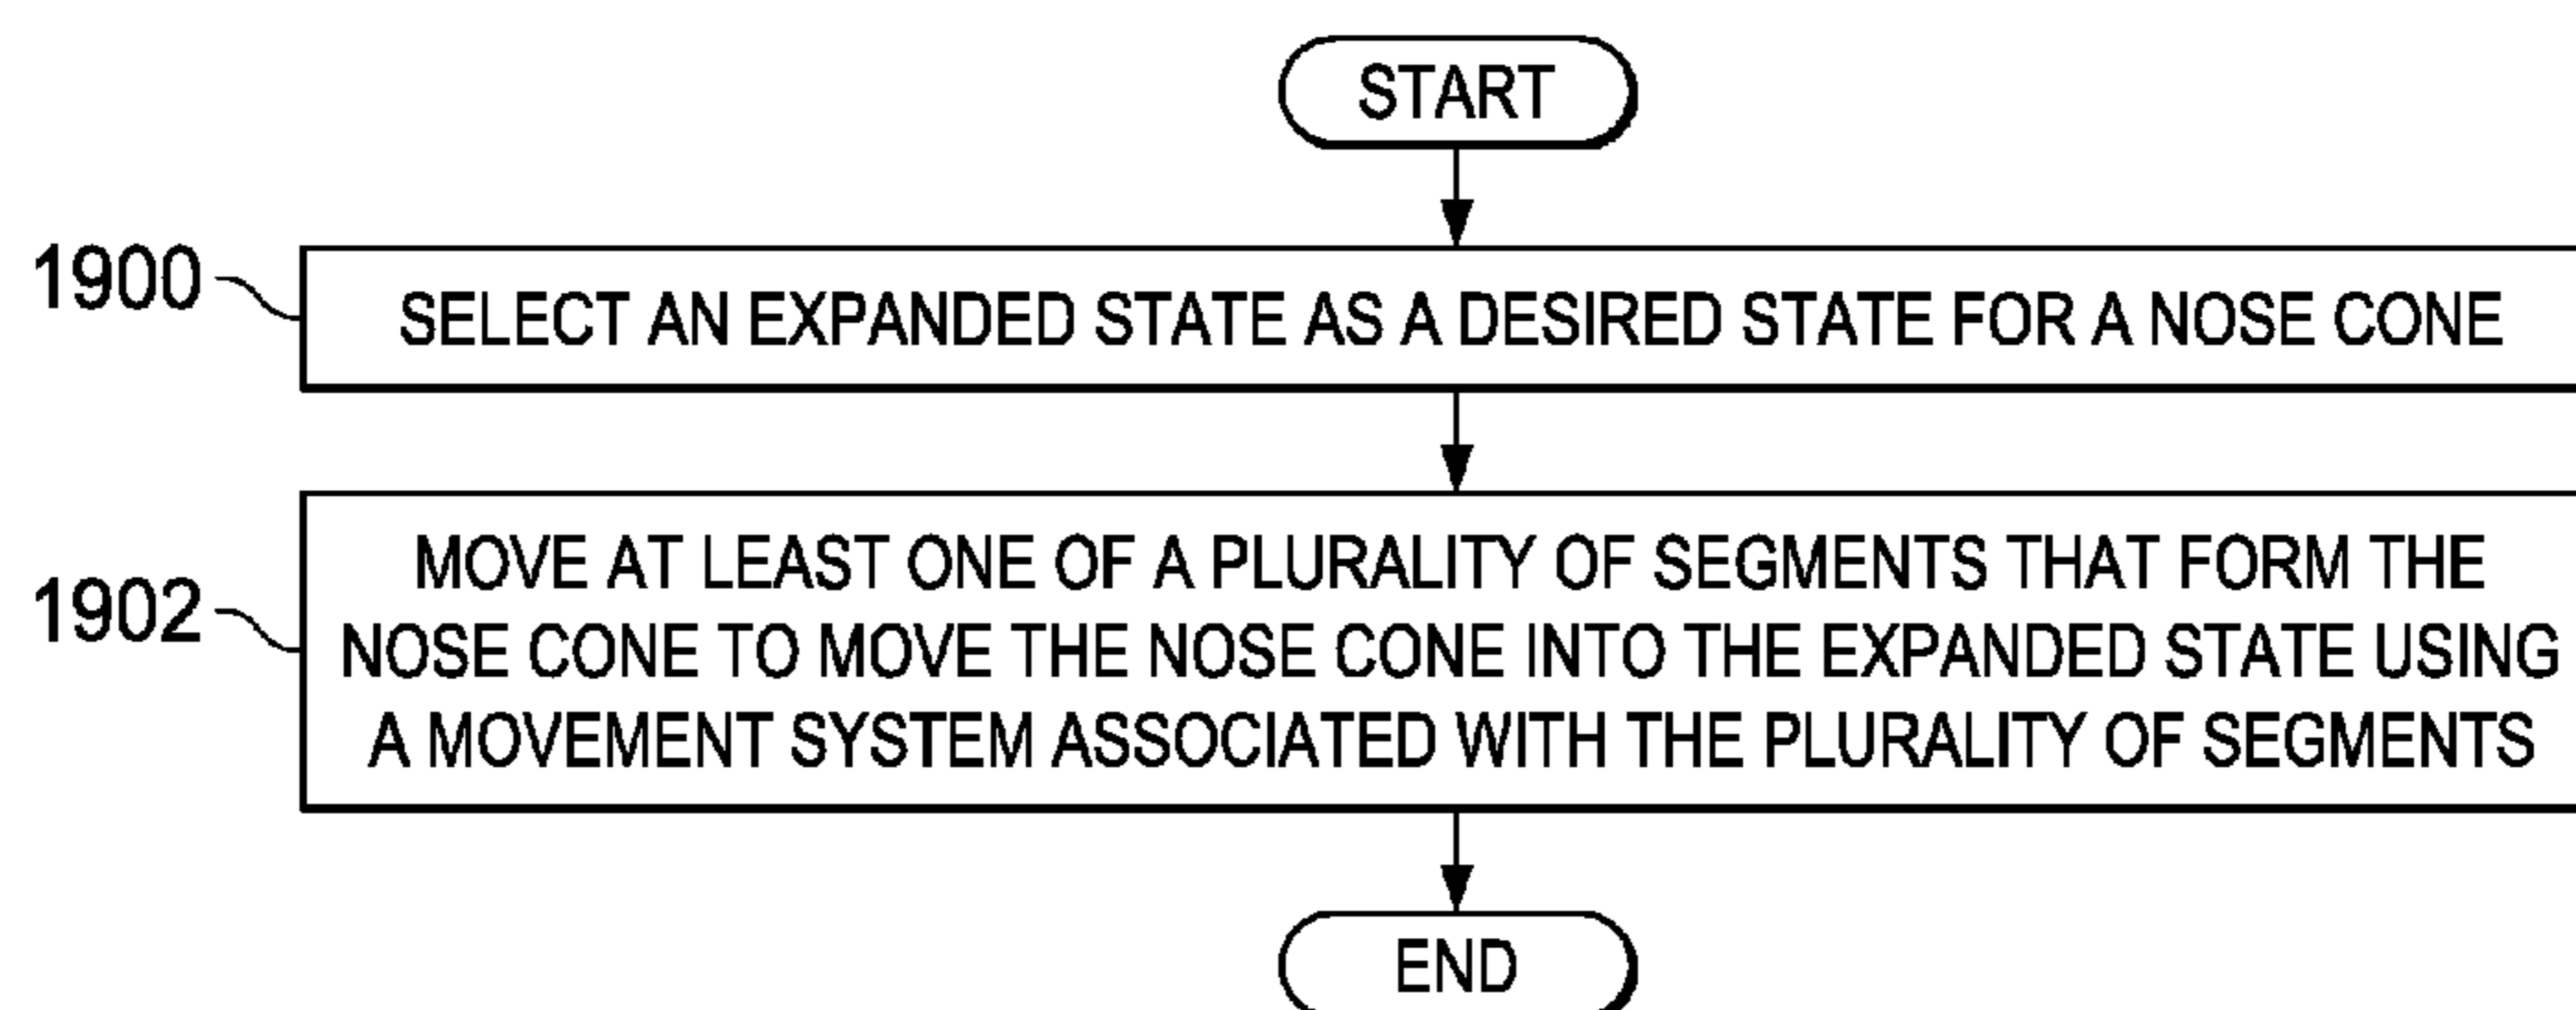 START
1900
SELECT AN EXPANDED STATE AS A DESIRED STATE FOR A NOSE CONE
1902
MOVE AT LEAST ONE OF A PLURALITY OF SEGMENTS THAT FORM THE
NOSE CONE TO MOVE THE NOSE CONE INTO THE EXPANDED STATE USING
A MOVEMENT SYSTEM ASSOCIATED WITH THE PLURALITY OF SEGMENTS
END